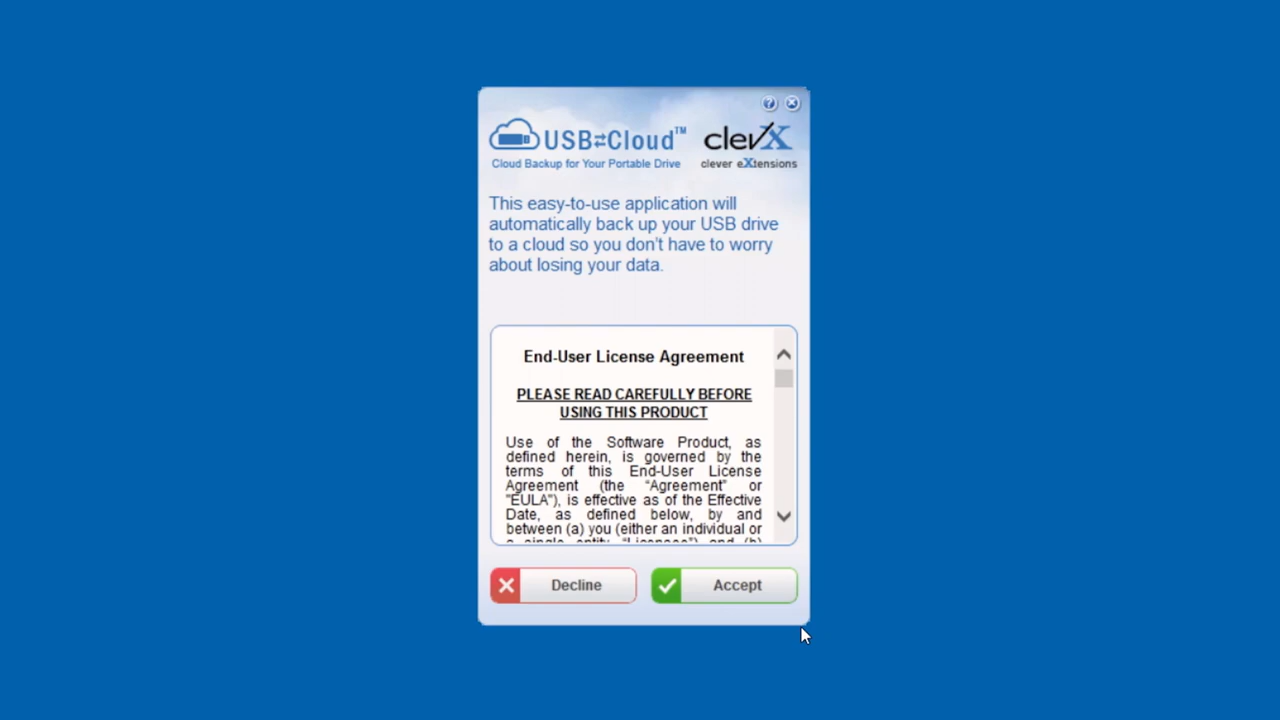 USB⇄Cloud™
clevX
Cloud Backup for Your Portable Drive
clever eXtensions
This easy-to-use application will
automatically back up your USB drive
to a cloud so you don't have to worry
about losing your data.
End-User License Agreement
PLEASE READ CAREFULLY BEFORE
USING THIS PRODUCT
Use of the Software Product, as
defined herein, is governed by the
terms of this End-User License
Agreement (the “Agreement” or
"EULA"), is effective as of the Effective
Date, as defined below, by and
between (a) you (either an individual or
a single entity, “Licensee”) and (b)
Decline
Accept